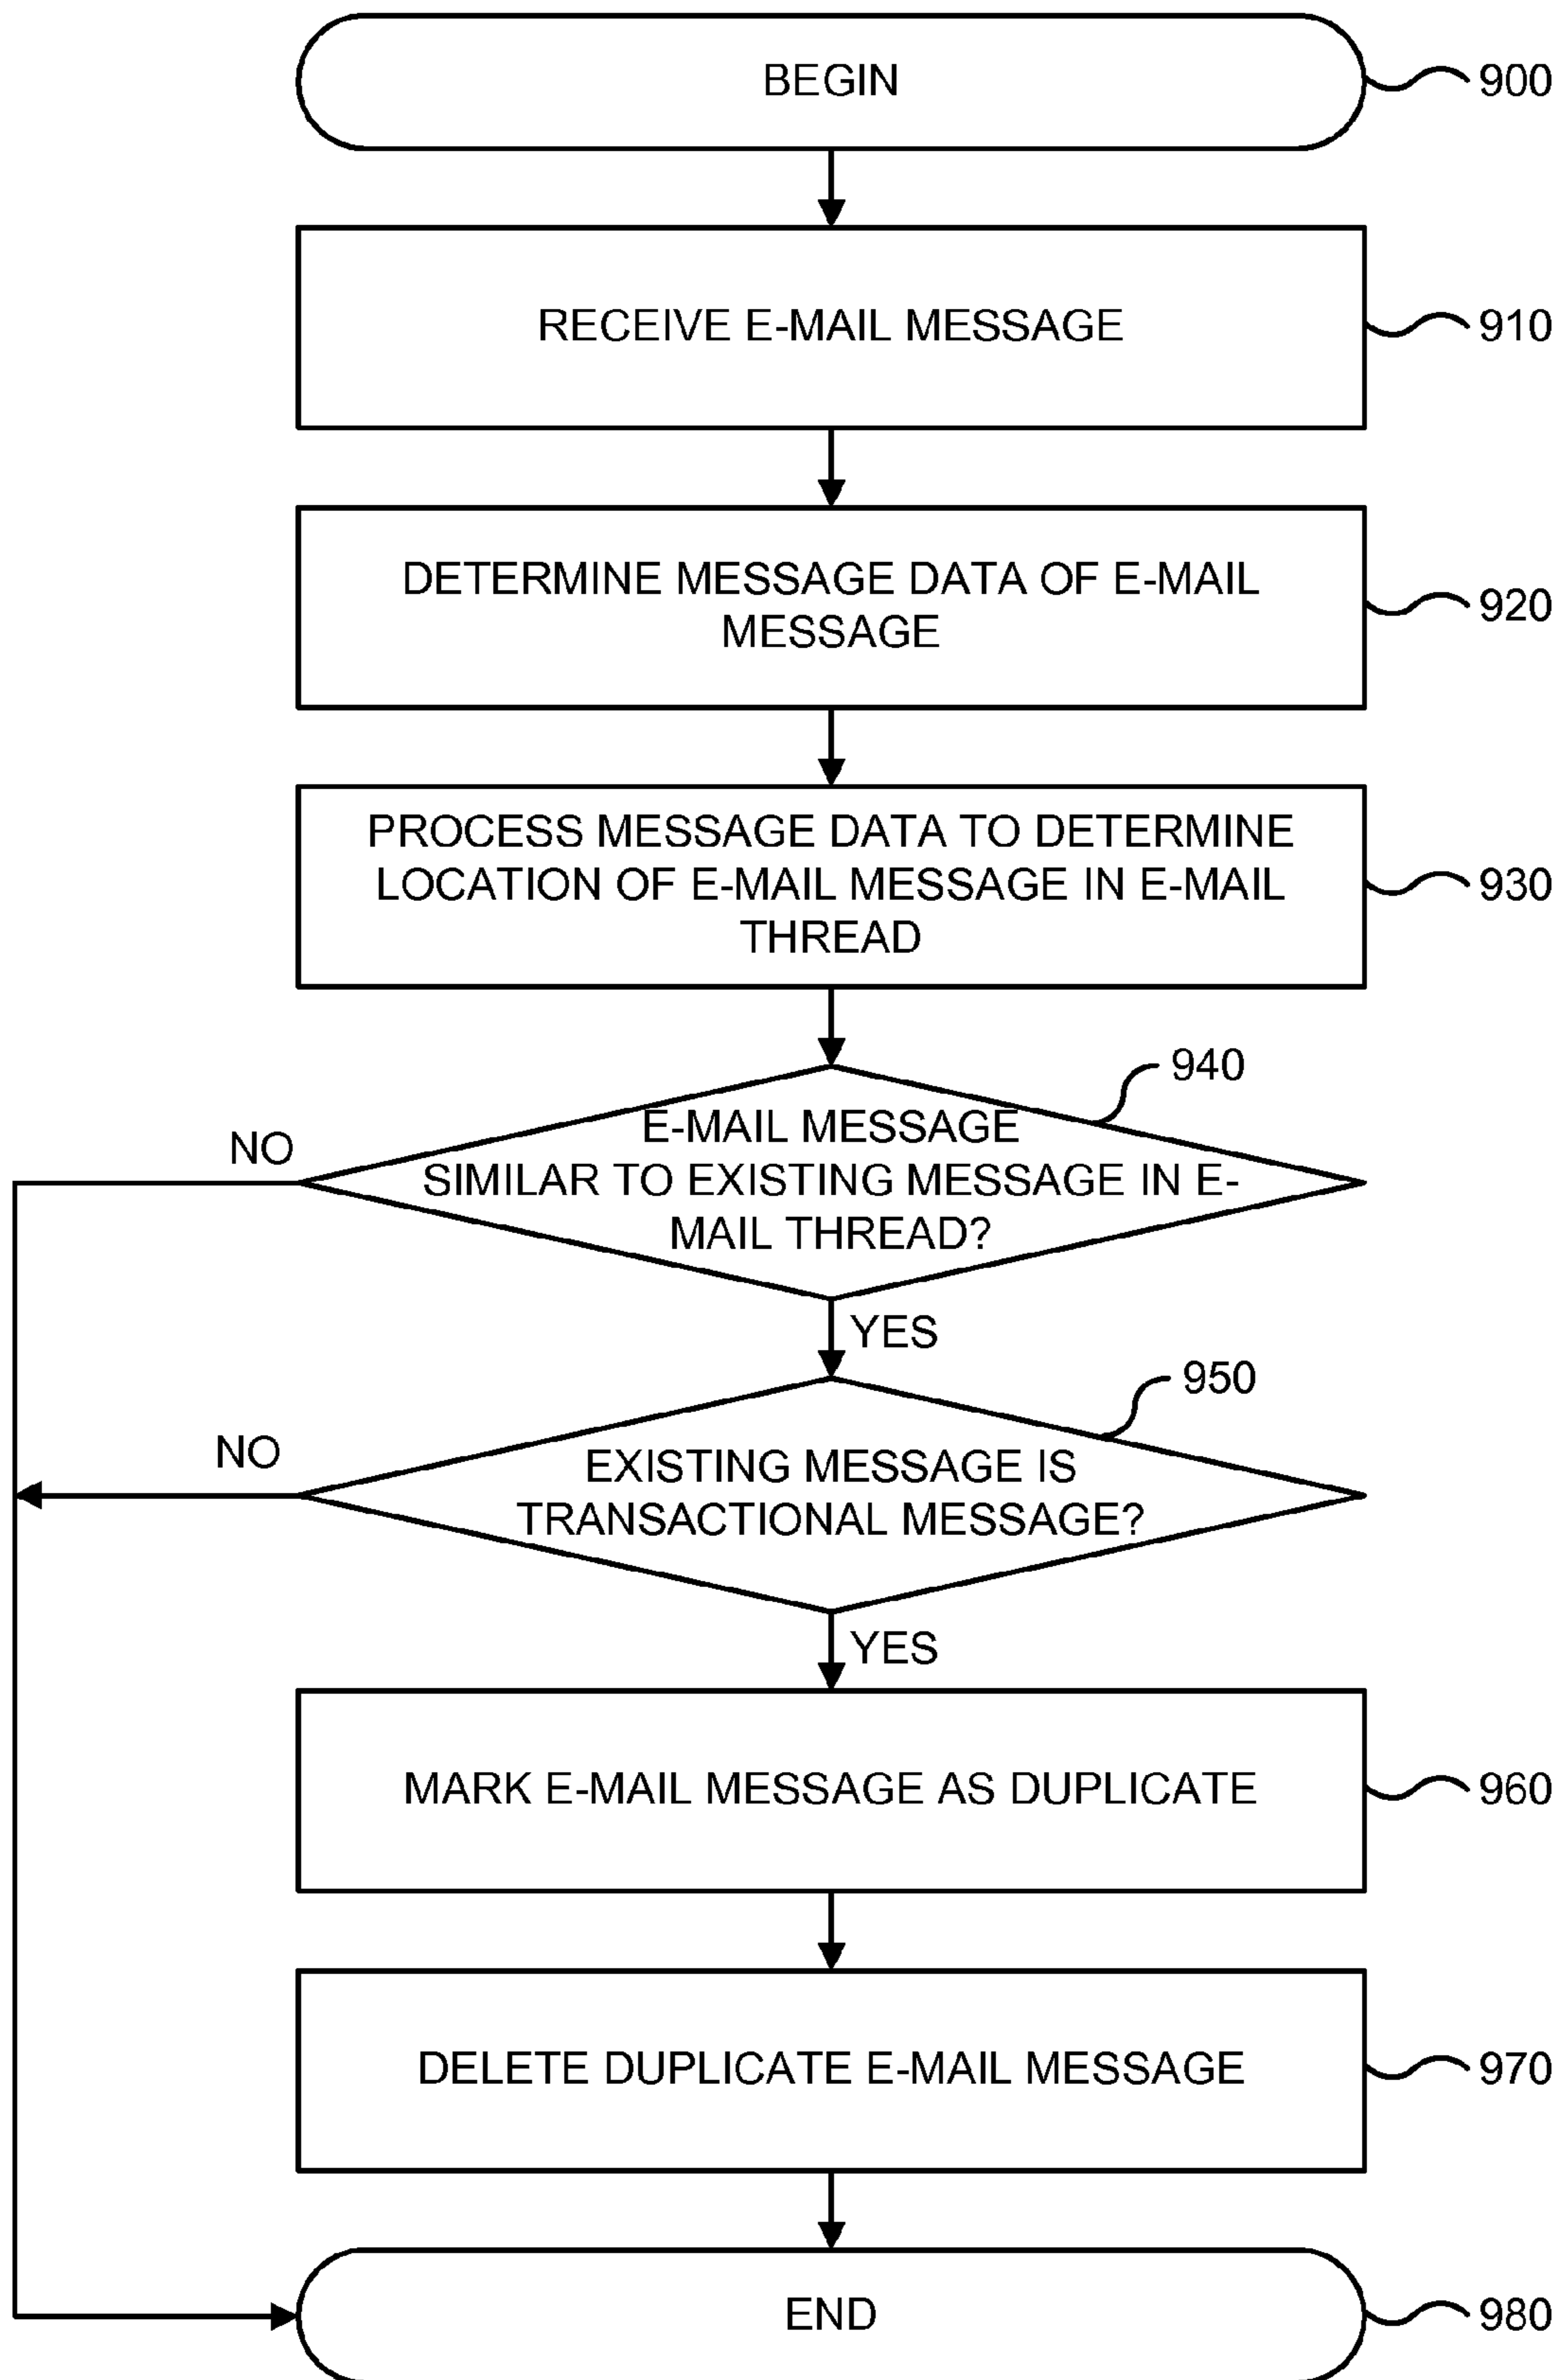 BEGIN
900
RECEIVE E-MAIL MESSAGE
910
DETERMINE MESSAGE DATA OF E-MAIL
MESSAGE
920
PROCESS MESSAGE DATA TO DETERMINE
LOCATION OF E-MAIL MESSAGE IN E-MAIL
THREAD
930
940
E-MAIL MESSAGE
SIMILAR TO EXISTING MESSAGE IN E-
MAIL THREAD?
NO
YES
950
EXISTING MESSAGE IS
TRANSACTIONAL MESSAGE?
NO
YES
MARK E-MAIL MESSAGE AS DUPLICATE
960
DELETE DUPLICATE E-MAIL MESSAGE
970
END
980